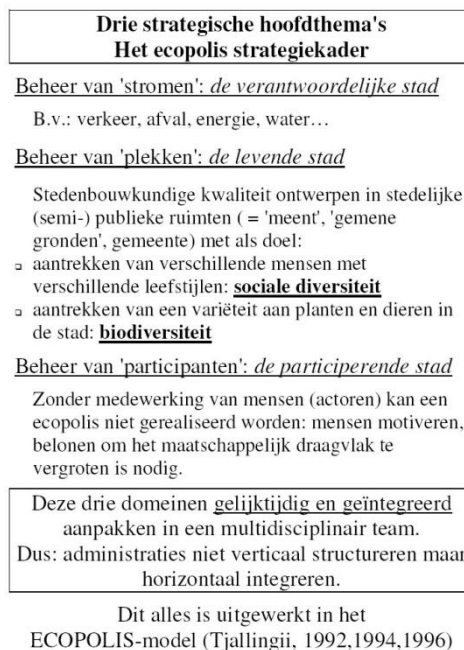 Drie strategische hoofdthema's
Het ecopolis strategiekader
Beheer van 'stromen': de verantwoordelijke stad
B.v.: verkeer, afval, energie, water…
Beheer van 'plekken': de levende stad
Stedenbouwkundige kwaliteit ontwerpen in stedelijke
(semi-) publieke ruimten ( = 'meent', 'gemene
gronden', gemeente) met als doel:
❑ aantrekken van verschillende mensen met
verschillende leefstijlen: sociale diversiteit
❑ aantrekken van een variëteit aan planten en dieren in
de stad: biodiversiteit
Beheer van 'participanten': de participerende stad
Zonder medewerking van mensen (actoren) kan een
ecopolis niet gerealiseerd worden: mensen motiveren,
belonen om het maatschappelijk draagvlak te
vergroten is nodig.
Deze drie domeinen gelijktijdig en geïntegreerd
aanpakken in een multidisciplinair team.
Dus: administraties niet verticaal structureren maar
horizontaal integreren.
Dit alles is uitgewerkt in het
ECOPOLIS-model (Tjallingii, 1992,1994,1996)